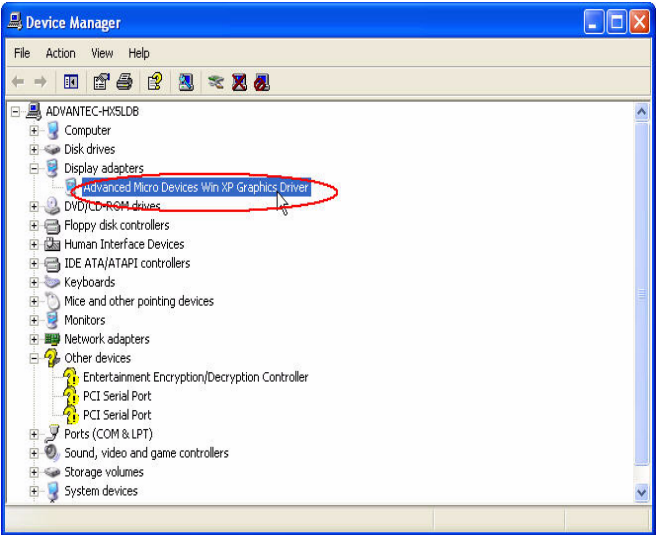 Device Manager
File Action View Help
ADVANTEC-HX5LDB
Computer
Disk drives
Display adapters
Advanced Micro Devices Win XP Graphics Driver
DVD/CD-ROM drives
Floppy disk controllers
Human Interface Devices
IDE ATA/ATAPI controllers
Keyboards
Mice and other pointing devices
Monitors
Network adapters
Other devices
Entertainment Encryption/Decryption Controller
PCI Serial Port
PCI Serial Port
Ports (COM & LPT)
Sound, video and game controllers
Storage volumes
System devices